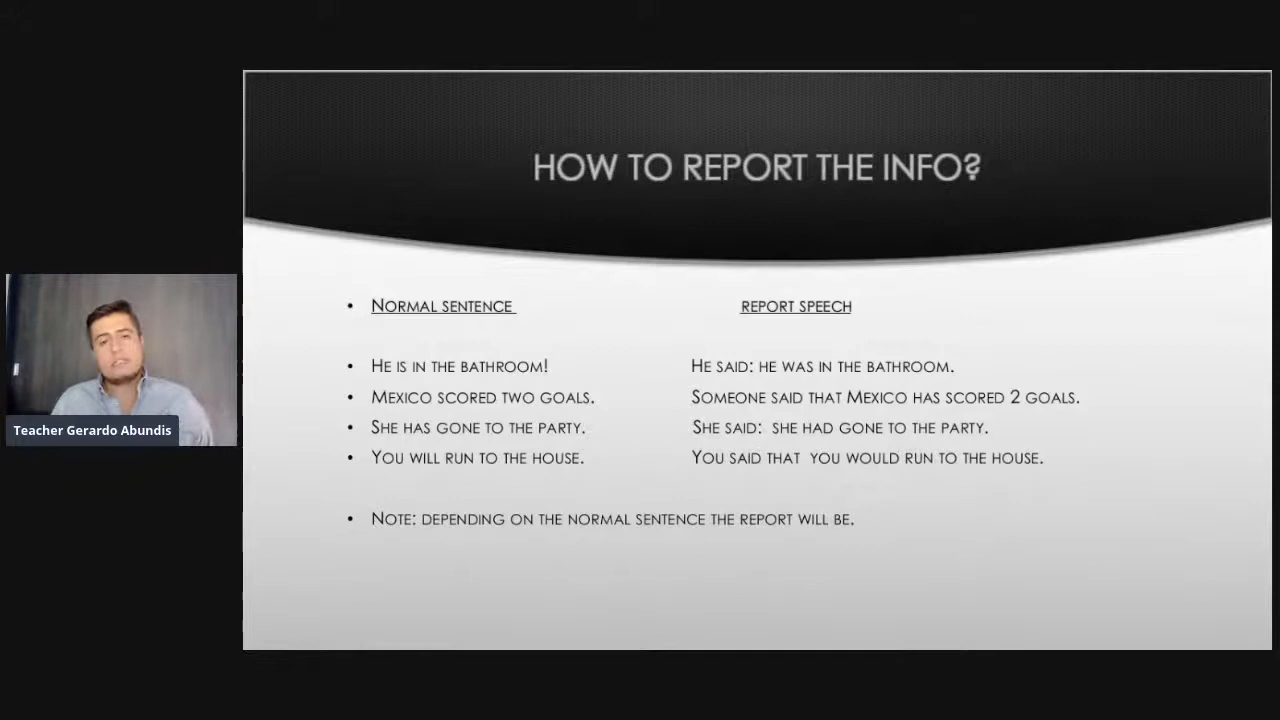 HOW TO REPORT THE INFO?
• NORMAL SENTENCE REPORT SPEECH
• HE IS IN THE BATHROOM! HE SAID: HE WAS IN THE BATHROOM.
• MEXICO SCORED TWO GOALS. SOMEONE SAID THAT MEXICO HAS SCORED 2 GOALS.
• SHE HAS GONE TO THE PARTY. SHE SAID: SHE HAD GONE TO THE PARTY.
• YOU WILL RUN TO THE HOUSE. YOU SAID THAT YOU WOULD RUN TO THE HOUSE.
• NOTE: DEPENDING ON THE NORMAL SENTENCE THE REPORT WILL BE.
Teacher Gerardo Abundis